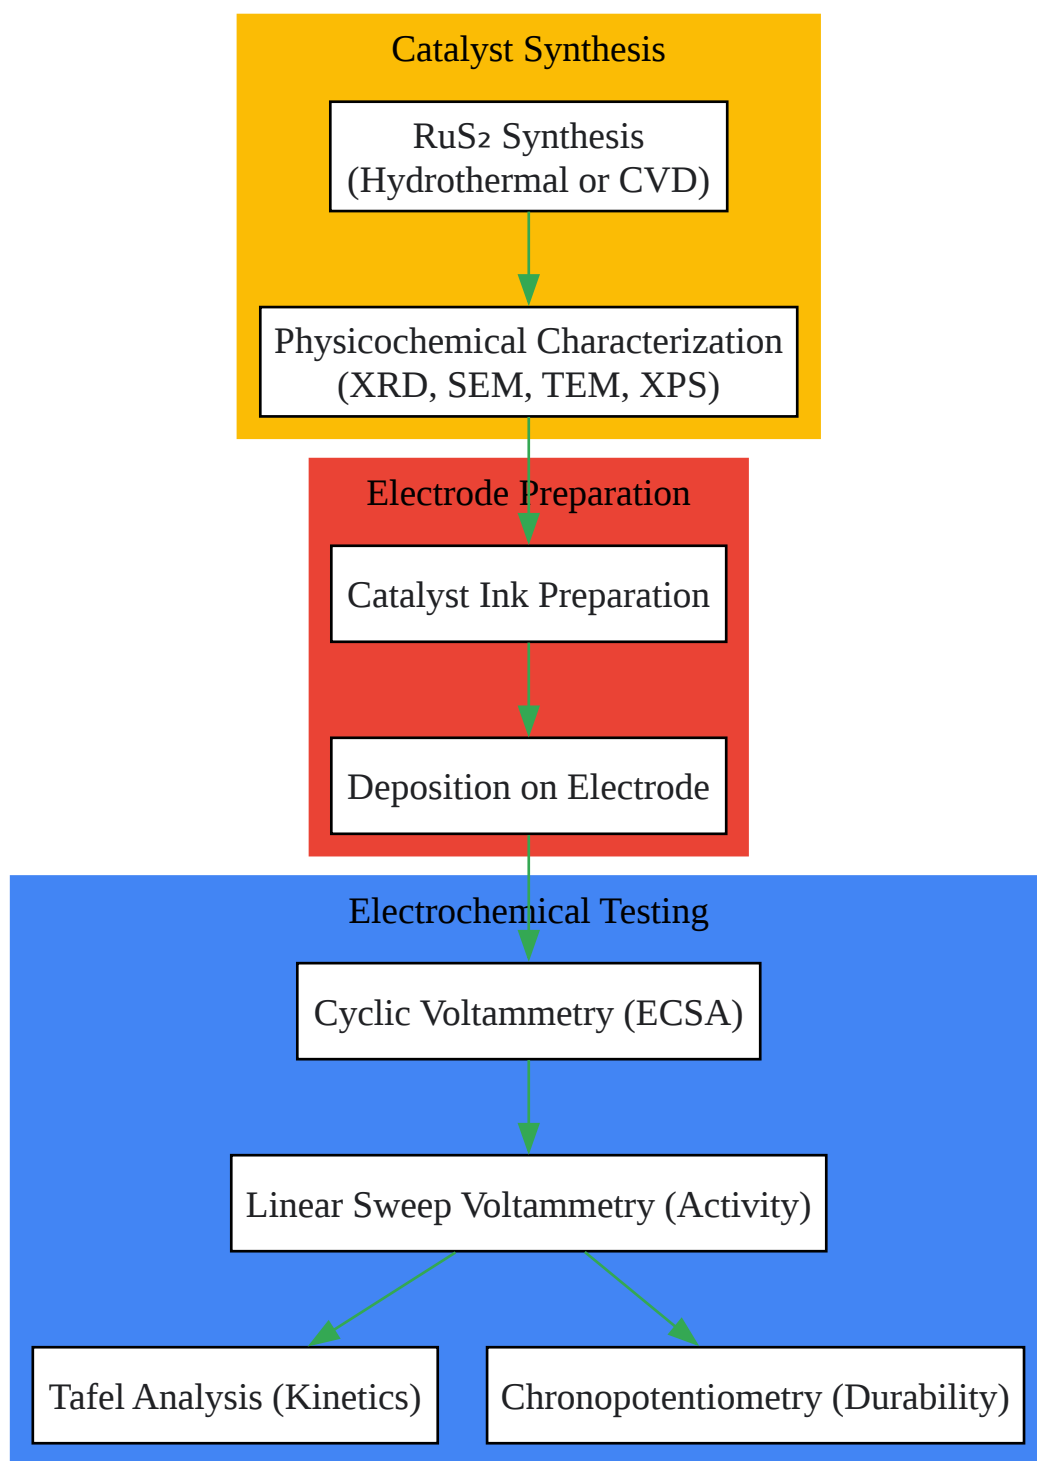 Catalyst Synthesis
RuS₂ Synthesis
(Hydrothermal or CVD)
Physicochemical Characterization
(XRD, SEM, TEM, XPS)
Electrode Preparation
Catalyst Ink Preparation
Deposition on Electrode
Electrochemical Testing
Cyclic Voltammetry (ECSA)
Linear Sweep Voltammetry (Activity)
Tafel Analysis (Kinetics)
Chronopotentiometry (Durability)